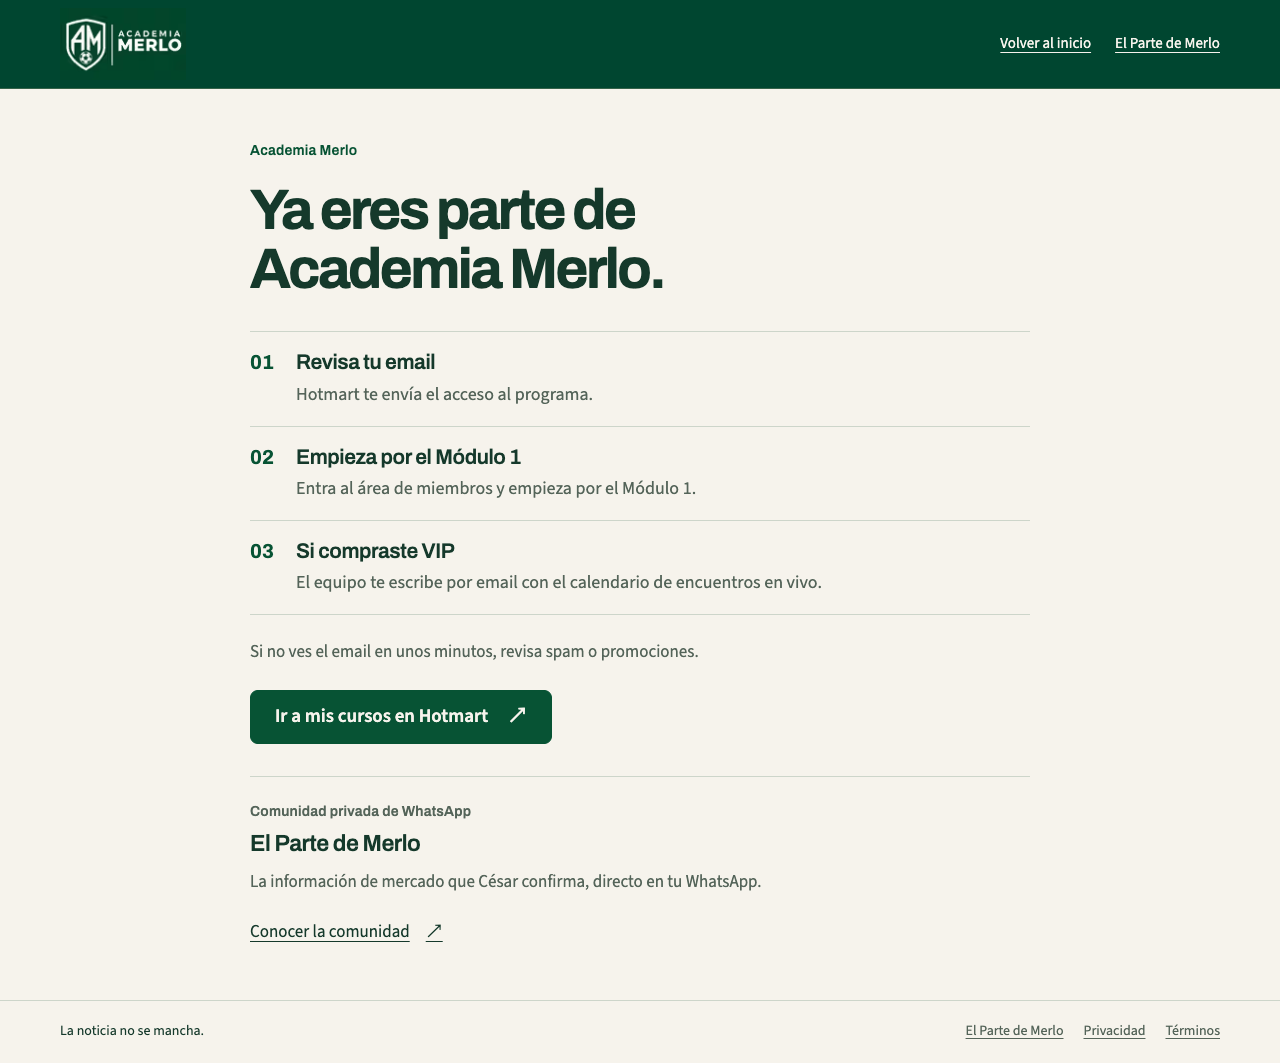 AM
ACADEMIA
MERLO
Volver al inicio
El Parte de Merlo
Academia Merlo
Ya eres parte de
Academia Merlo.
01 Revisa tu email
Hotmart te envía el acceso al programa.
02 Empieza por el Módulo 1
Entra al área de miembros y empieza por el Módulo 1.
03 Si compraste VIP
El equipo te escribe por email con el calendario de encuentros en vivo.
Si no ves el email en unos minutos, revisa spam o promociones.
Ir a mis cursos en Hotmart ↗
Comunidad privada de WhatsApp
El Parte de Merlo
La información de mercado que César confirma, directo en tu WhatsApp.
Conocer la comunidad ↗
La noticia no se mancha.
El Parte de Merlo
Privacidad
Términos